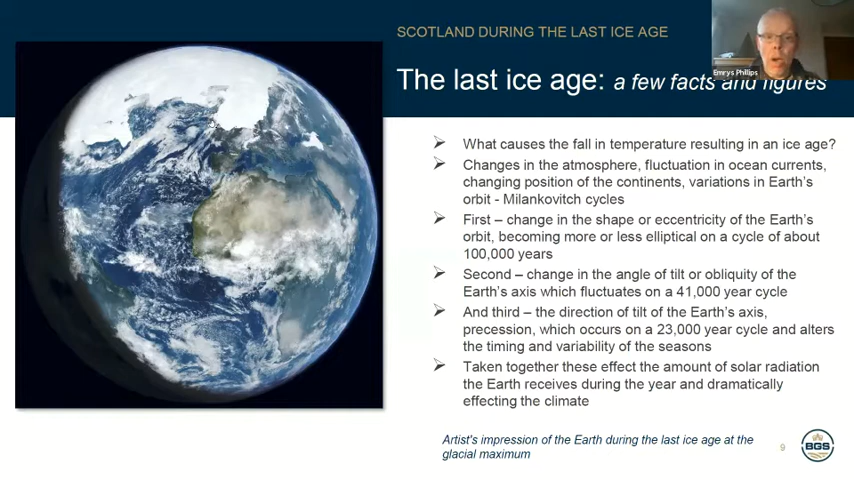 SCOTLAND DURING THE LAST ICE AGE
Emrys Phillips
The last ice age: a few facts and figures
➢ What causes the fall in temperature resulting in an ice age?
➢ Changes in the atmosphere, fluctuation in ocean currents,
changing position of the continents, variations in Earth's
orbit - Milankovitch cycles
➢ First – change in the shape or eccentricity of the Earth's
orbit, becoming more or less elliptical on a cycle of about
100,000 years
➢ Second – change in the angle of tilt or obliquity of the
Earth's axis which fluctuates on a 41,000 year cycle
➢ And third – the direction of tilt of the Earth's axis,
precession, which occurs on a 23,000 year cycle and alters
the timing and variability of the seasons
➢ Taken together these effect the amount of solar radiation
the Earth receives during the year and dramatically
effecting the climate
Artist's impression of the Earth during the last ice age at the
glacial maximum
9
BGS